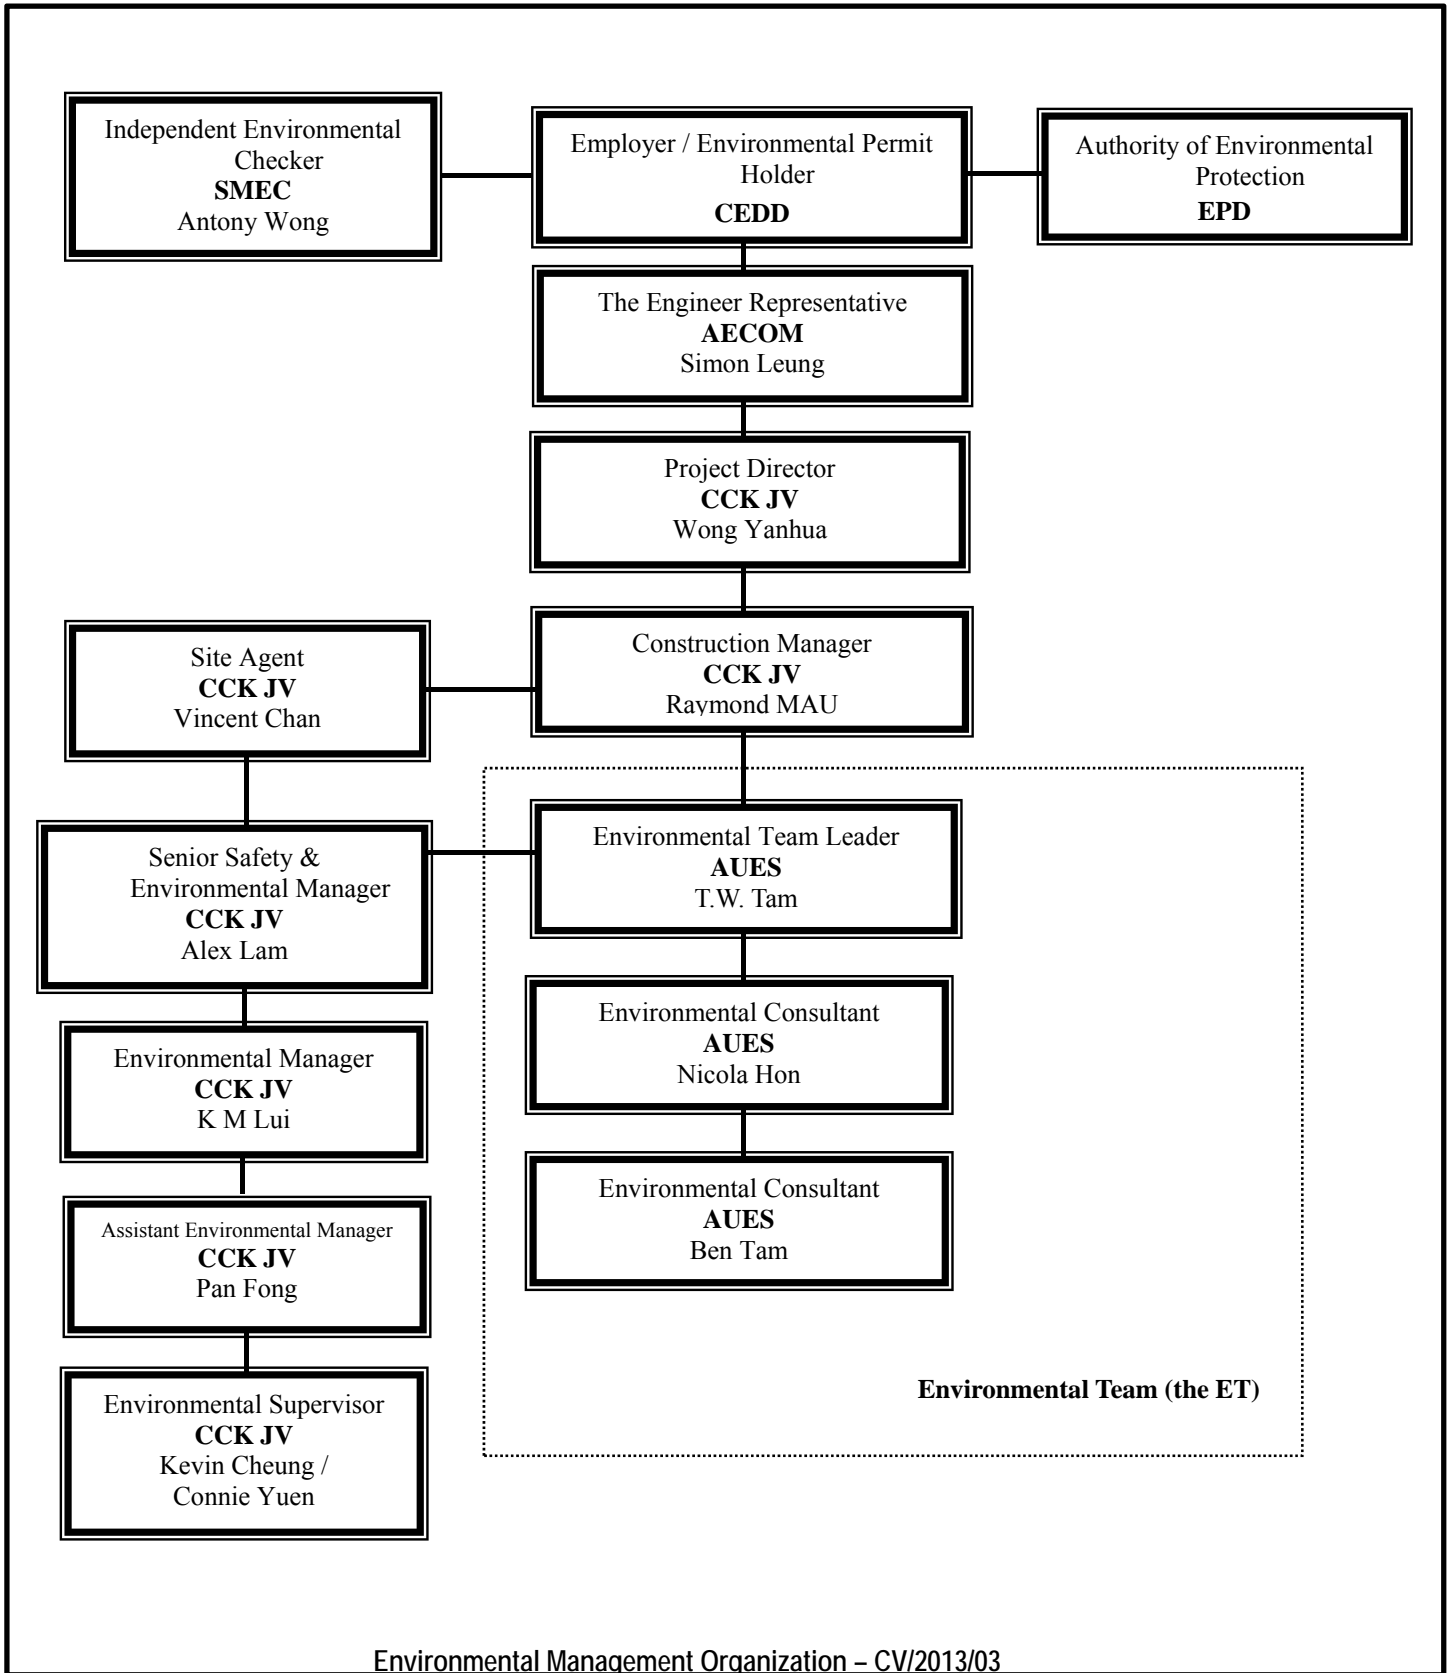 Independent Environmental
Checker
SMEC
Antony Wong
Employer / Environmental Permit
Holder
CEDD
Authority of Environmental
Protection
EPD
The Engineer Representative
AECOM
Simon Leung
Project Director
CCK JV
Wong Yanhua
Site Agent
CCK JV
Vincent Chan
Construction Manager
CCK JV
Raymond MAU
Senior Safety &
Environmental Manager
CCK JV
Alex Lam
Environmental Team Leader
AUES
T.W. Tam
Environmental Manager
CCK JV
K M Lui
Environmental Consultant
AUES
Nicola Hon
Assistant Environmental Manager
CCK JV
Pan Fong
Environmental Consultant
AUES
Ben Tam
Environmental Supervisor
CCK JV
Kevin Cheung /
Connie Yuen
Environmental Team (the ET)
Environmental Management Organization – CV/2013/03